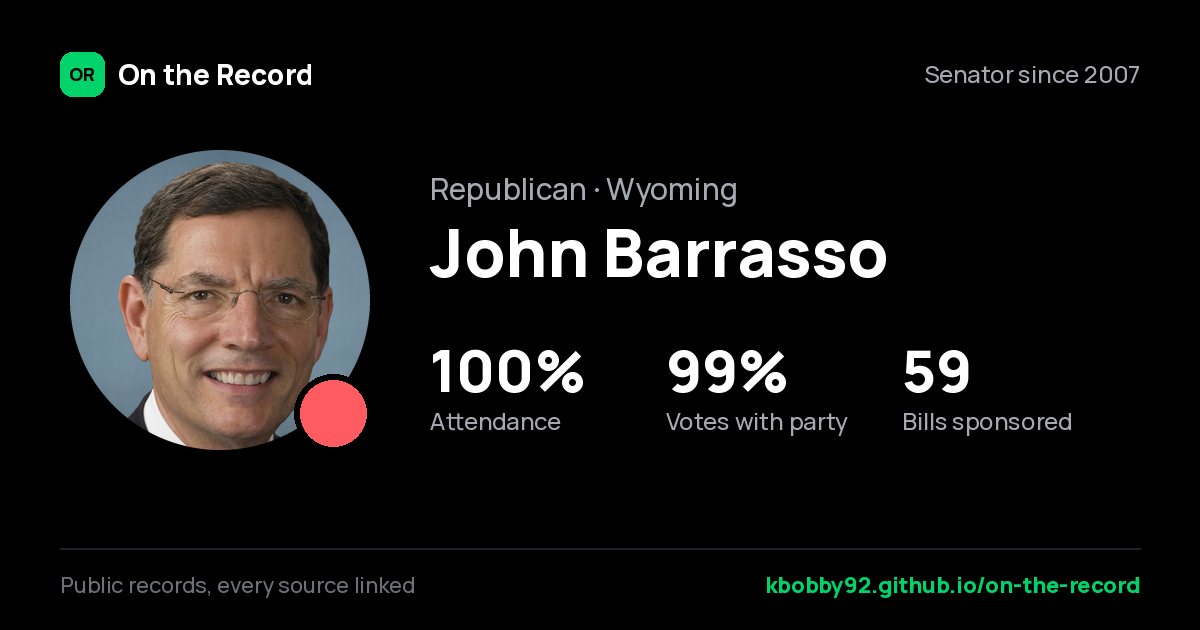 OR On the Record
Senator since 2007
Republican · Wyoming
John Barrasso
100% 99% 59
Attendance Votes with party Bills sponsored
Public records, every source linked
kbobby92.github.io/on-the-record